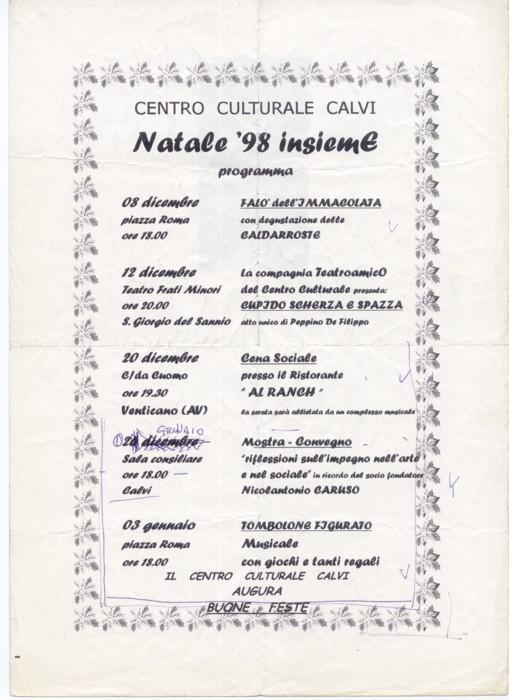 CENTRO CULTURALE CALVI
Natale '98 insiemE
programma
08 dicembre FALO' dell'IMMACOLATA
piazza Roma con degustazione delle
ore 18.00 CALDARROSTE
12 dicembre La compagnia TeatroamicO
Teatro Frati Minori del Centro Culturale presenta:
ore 20.00 CUPIDO SCHERZA E SPAZZA
S. Giorgio del Sannio atto unico di Peppino De Filippo
20 dicembre Cena Sociale
C/da Cuomo presso il Ristorante
ore 19.30 "AL RANCH"
Venticano (AV) la serata sarà allietata da un complesso musicale
GENNAIO
dicembre Mostra - Convegno
Sala consiliare "riflessioni sull'impegno nell'arte
ore 18.00 e nel sociale" in ricordo del socio fondatore
Calvi Nicolantonio CARUSO
03 gennaio TOMBOLONE FIGURATO
piazza Roma Musicale
ore 18.00 con giochi e tanti regali
IL CENTRO CULTURALE CALVI
AUGURA
BUONE FESTE